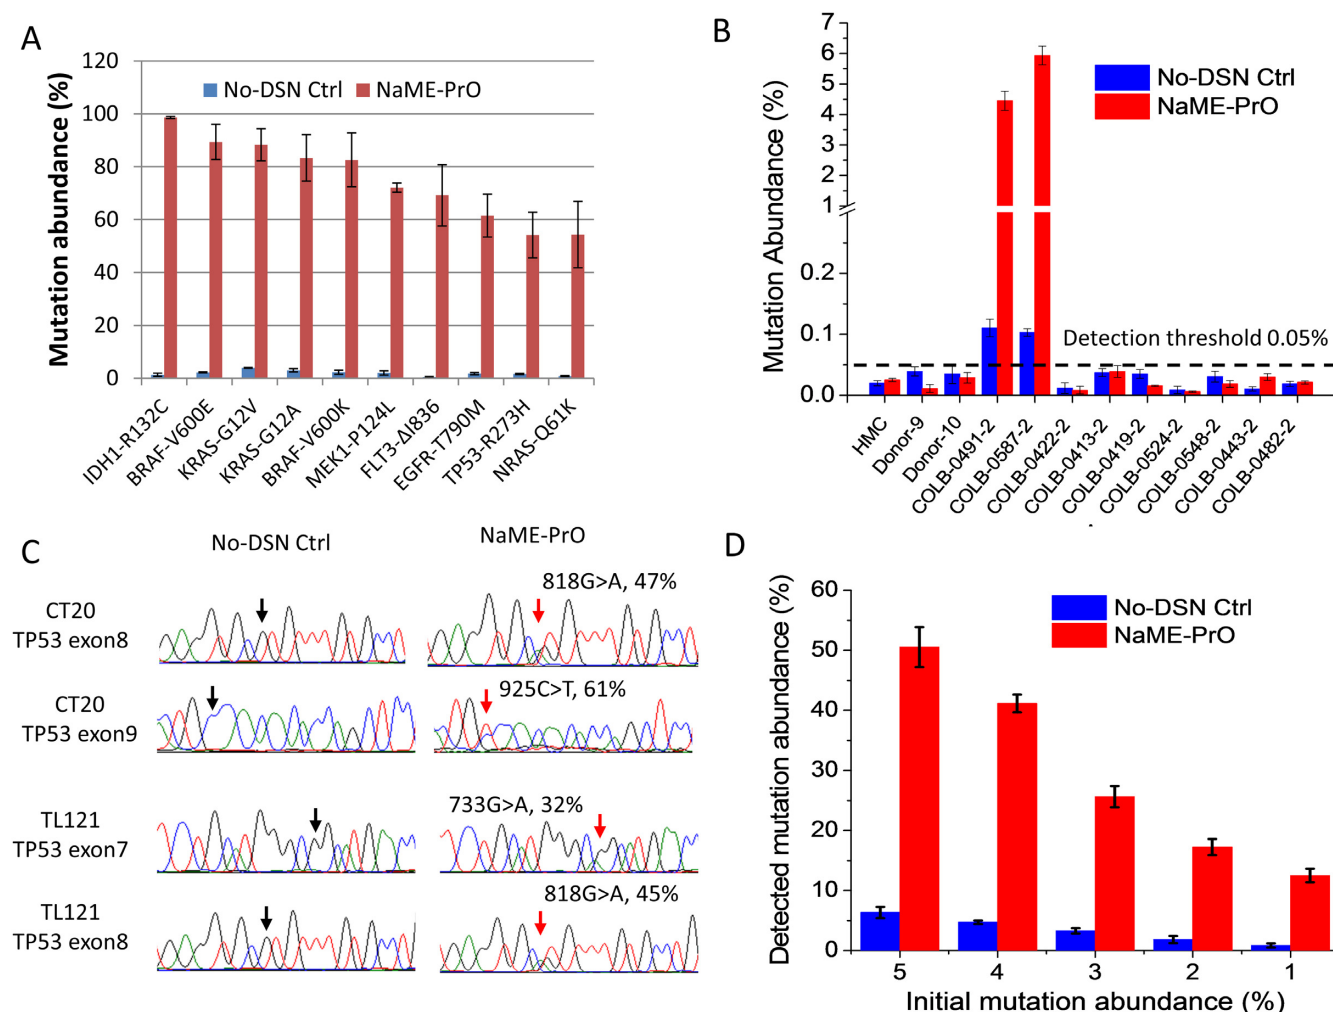 A
Mutation abundance (%)
120
100
80
60
40
20
0
No-DSN Ctrl
NaME-PrO
IDH1-R132C
BRAF-V600E
KRAS-G12V
KRAS-G12A
BRAF-V600K
MEK1-P124L
FLT3-ΔI836
EGFR-T790M
TP53-R273H
NRAS-Q61K
B
Mutation Abundance (%)
7
6
5
4
3
2
1
0.2
0.1
0.0
No-DSN Ctrl
NaME-PrO
Detection threshold 0.05%
HMC
Donor-9
Donor-10
COLB-0491-2
COLB-0587-2
COLB-0422-2
COLB-0413-2
COLB-0419-2
COLB-0524-2
COLB-0548-2
COLB-0443-2
COLB-0482-2
C
No-DSN Ctrl
NaME-PrO
CT20
TP53 exon8
818G>A, 47%
CT20
TP53 exon9
925C>T, 61%
TL121
TP53 exon7
733G>A, 32%
TL121
TP53 exon8
818G>A, 45%
D
Detected mutation abundance (%)
60
50
40
30
20
10
0
No-DSN Ctrl
NaME-PrO
5 4 3 2 1
Initial mutation abundance (%)